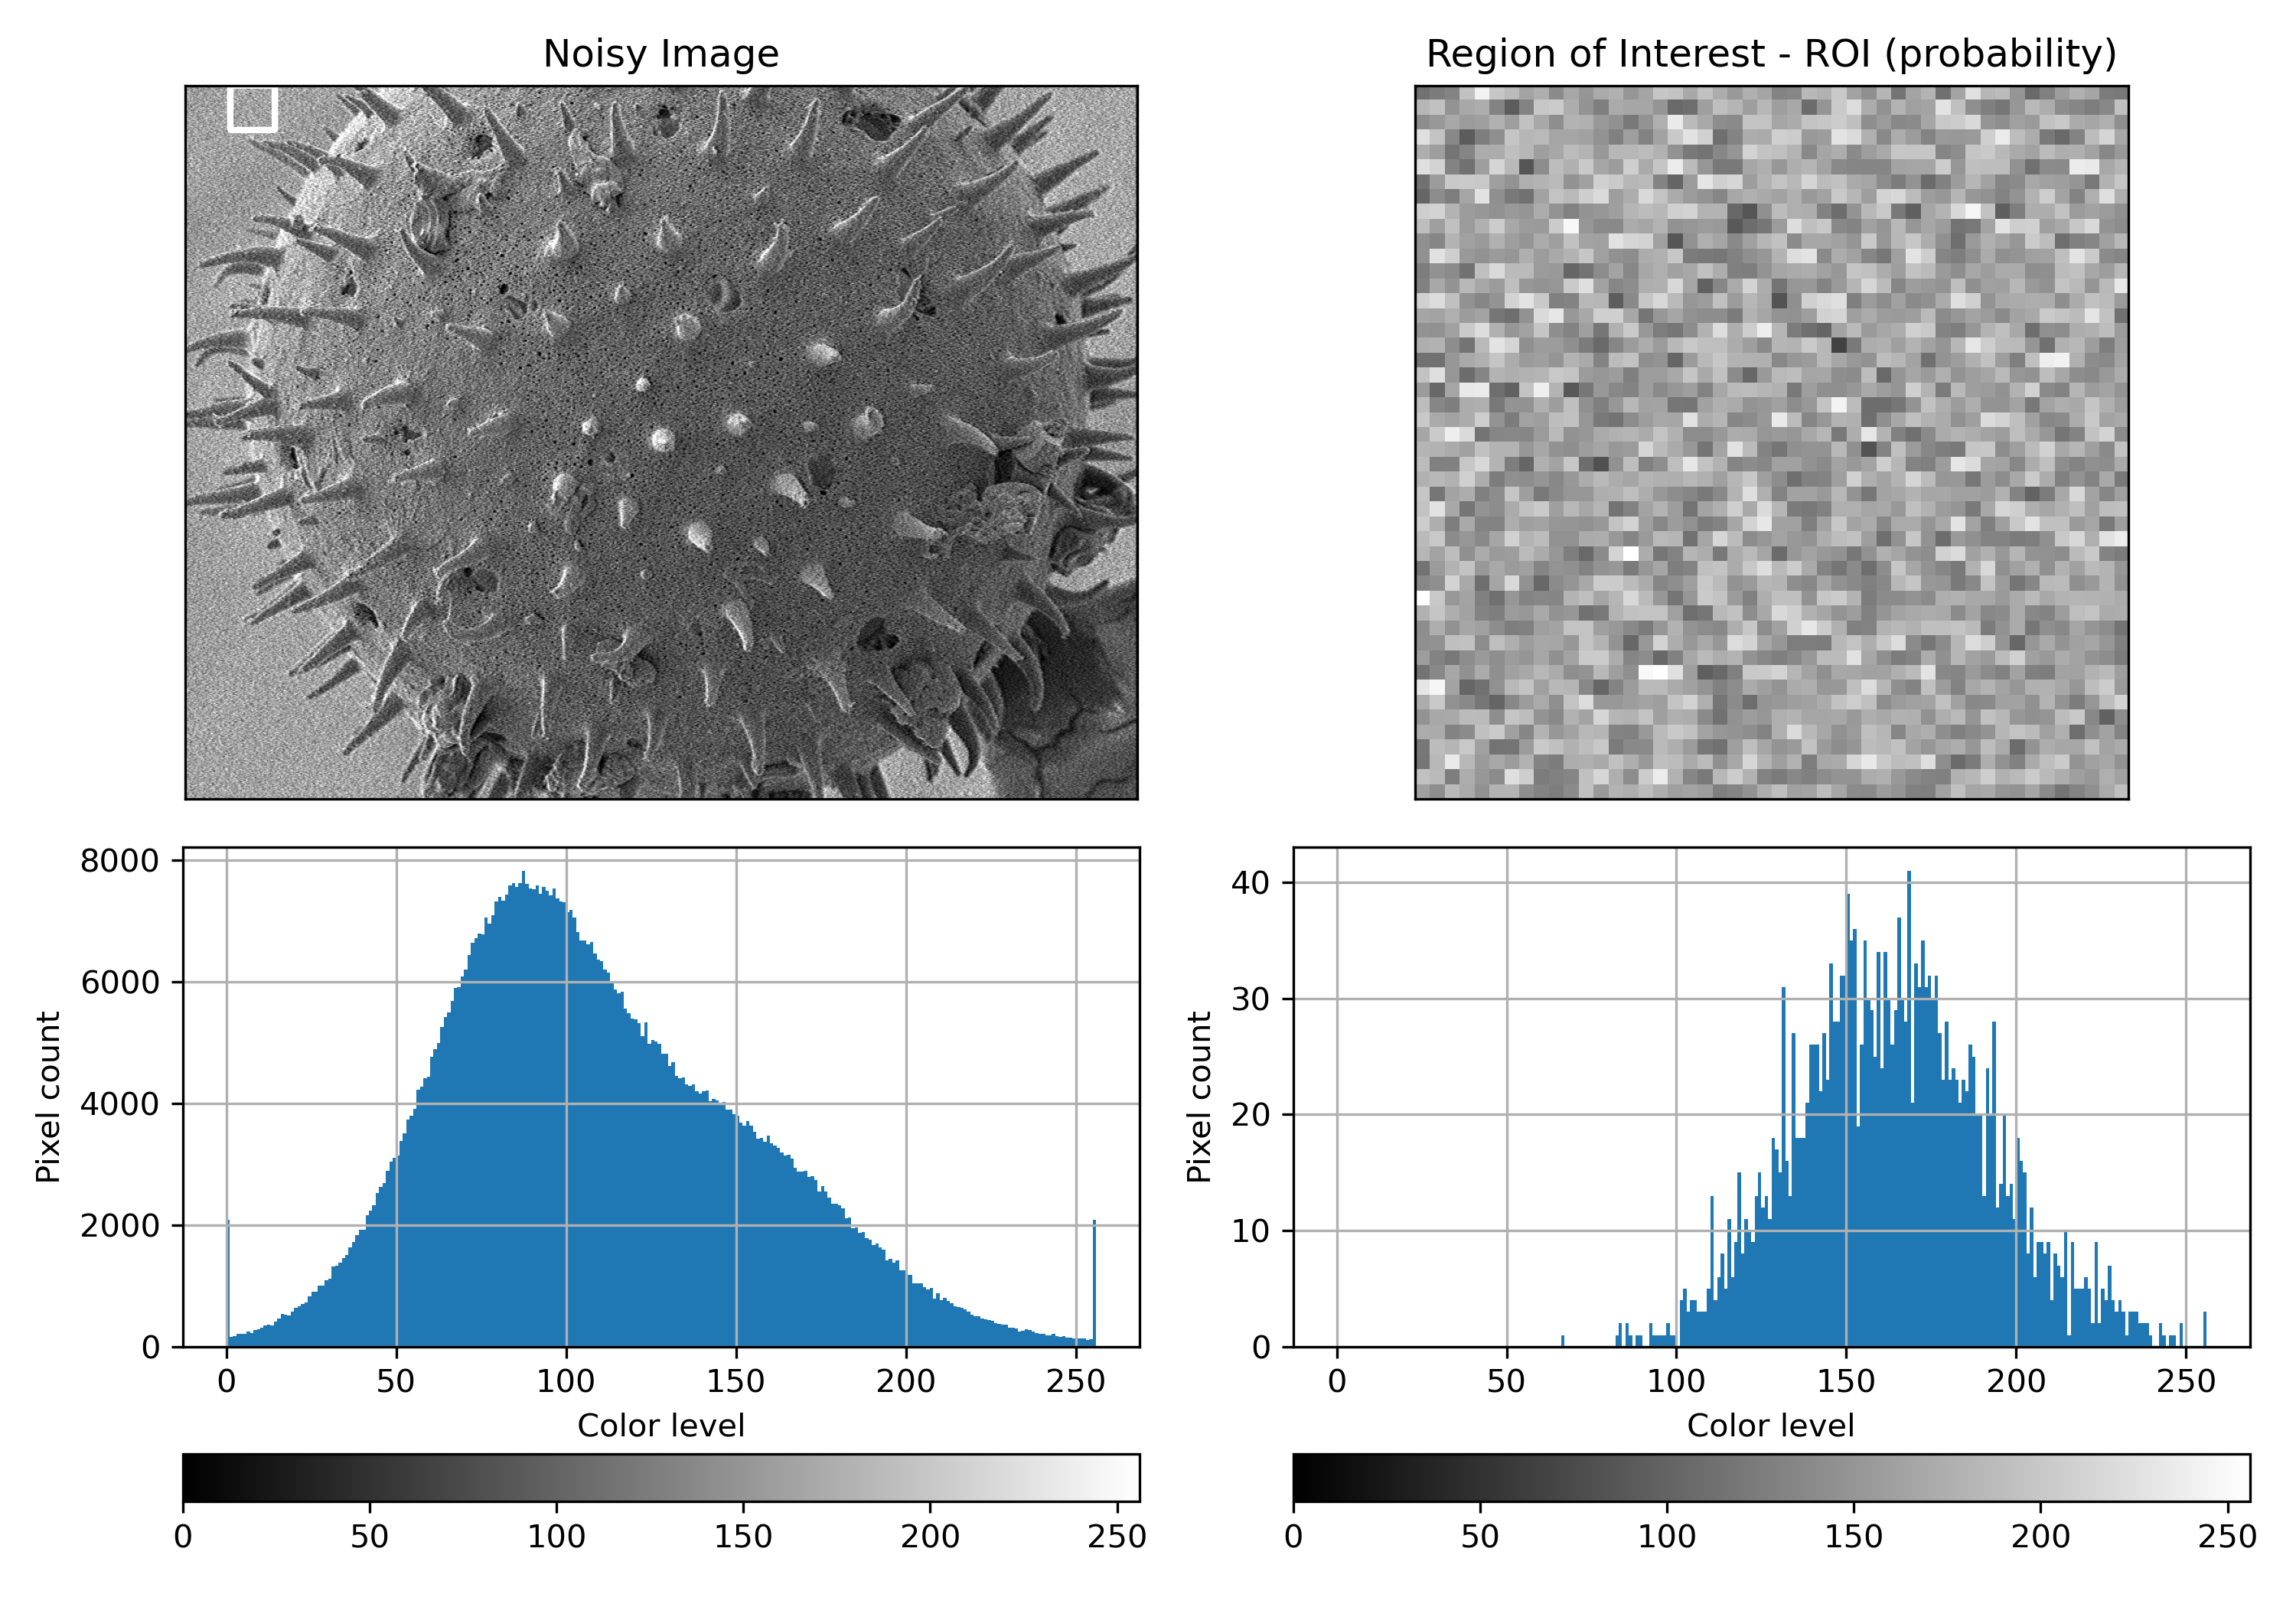 Noisy Image
Region of Interest - ROI (probability)
8000
6000
4000
2000
0
Pixel count
0 50 100 150 200 250
Color level
0 50 100 150 200 250
40
30
20
10
0
Pixel count
0 50 100 150 200 250
Color level
0 50 100 150 200 250